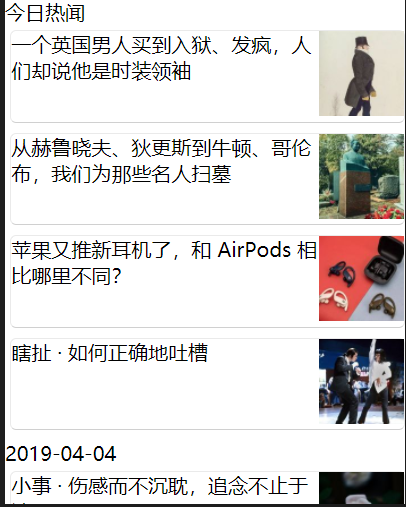 今日热闻
一个英国男人买到入狱、发疯，人
们却说他是时装领袖
从赫鲁晓夫、狄更斯到牛顿、哥伦
布，我们为那些名人扫墓
苹果又推新耳机了，和 AirPods 相
比哪里不同？
瞎扯 · 如何正确地吐槽
2019-04-04
小事 · 伤感而不沉耽，追念不止于